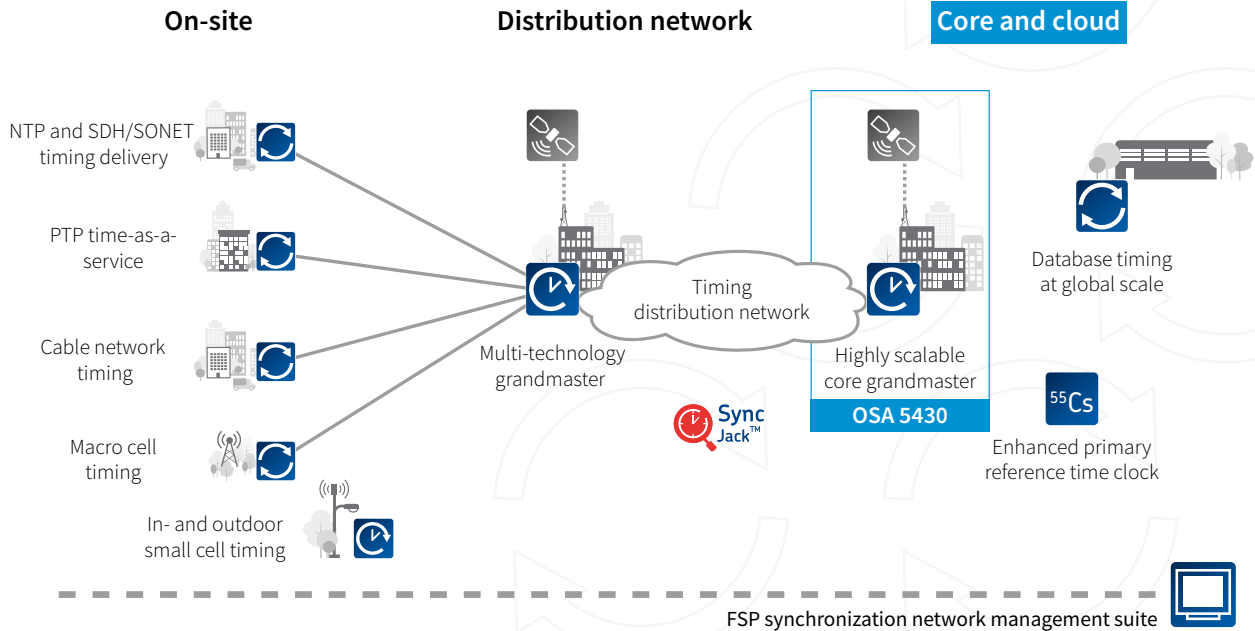 On-site
Distribution network
Core and cloud
NTP and SDH/SONET
timing delivery
PTP time-as-a-
service
Cable network
timing
Macro cell
timing
In- and outdoor
small cell timing
Multi-technology
grandmaster
Timing
distribution network
Sync
Jack™
Highly scalable
core grandmaster
OSA 5430
Database timing
at global scale
⁵⁵Cs
Enhanced primary
reference time clock
FSP synchronization network management suite